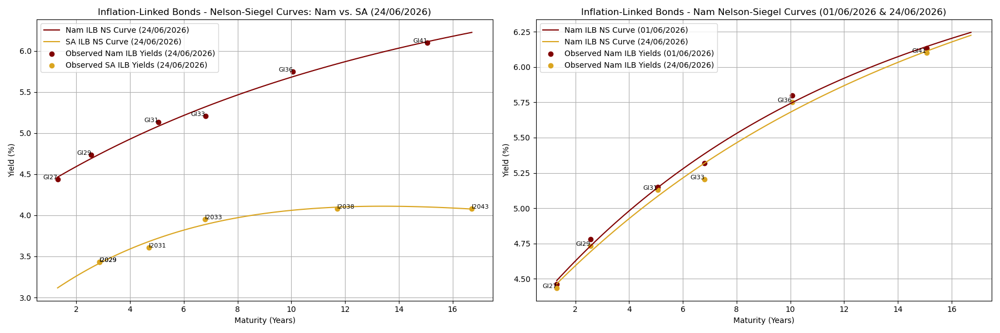 Inflation-Linked Bonds - Nelson-Siegel Curves: Nam vs. SA (24/06/2026)
Nam ILB NS Curve (24/06/2026)
SA ILB NS Curve (24/06/2026)
Observed Nam ILB Yields (24/06/2026)
Observed SA ILB Yields (24/06/2026)
Yield (%)
6.0
5.5
5.0
4.5
4.0
3.5
3.0
GI27
GI29
GI31
GI33
GI36
GI41
I2029
I2031
I2033
I2038
I2043
2 4 6 8 10 12 14 16
Maturity (Years)
Inflation-Linked Bonds - Nam Nelson-Siegel Curves (01/06/2026 & 24/06/2026)
Nam ILB NS Curve (01/06/2026)
Nam ILB NS Curve (24/06/2026)
Observed Nam ILB Yields (01/06/2026)
Observed Nam ILB Yields (24/06/2026)
Yield (%)
6.25
6.00
5.75
5.50
5.25
5.00
4.75
4.50
GI27
GI29
GI31
GI33
GI36
GI41
2 4 6 8 10 12 14 16
Maturity (Years)